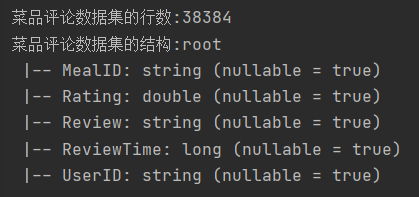 菜品评论数据集的行数:38384
菜品评论数据集的结构:root
|-- MealID: string (nullable = true)
|-- Rating: double (nullable = true)
|-- Review: string (nullable = true)
|-- ReviewTime: long (nullable = true)
|-- UserID: string (nullable = true)